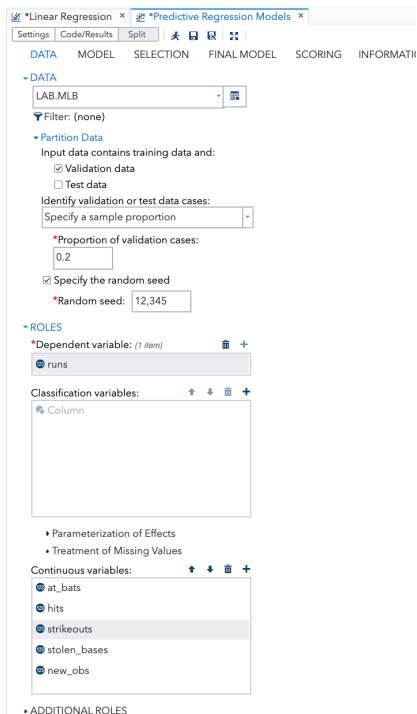 *Linear Regression × *Predictive Regression Models ×
Settings Code/Results Split
DATA MODEL SELECTION FINAL MODEL SCORING INFORMATIO
DATA
LAB.MLB
Filter: (none)
Partition Data
Input data contains training data and:
Validation data
Test data
Identify validation or test data cases:
Specify a sample proportion
*Proportion of validation cases:
0.2
Specify the random seed
*Random seed: 12,345
ROLES
*Dependent variable: (1 item)
runs
Classification variables:
Column
Parameterization of Effects
Treatment of Missing Values
Continuous variables:
at_bats
hits
strikeouts
stolen_bases
new_obs
ADDITIONAL ROLES